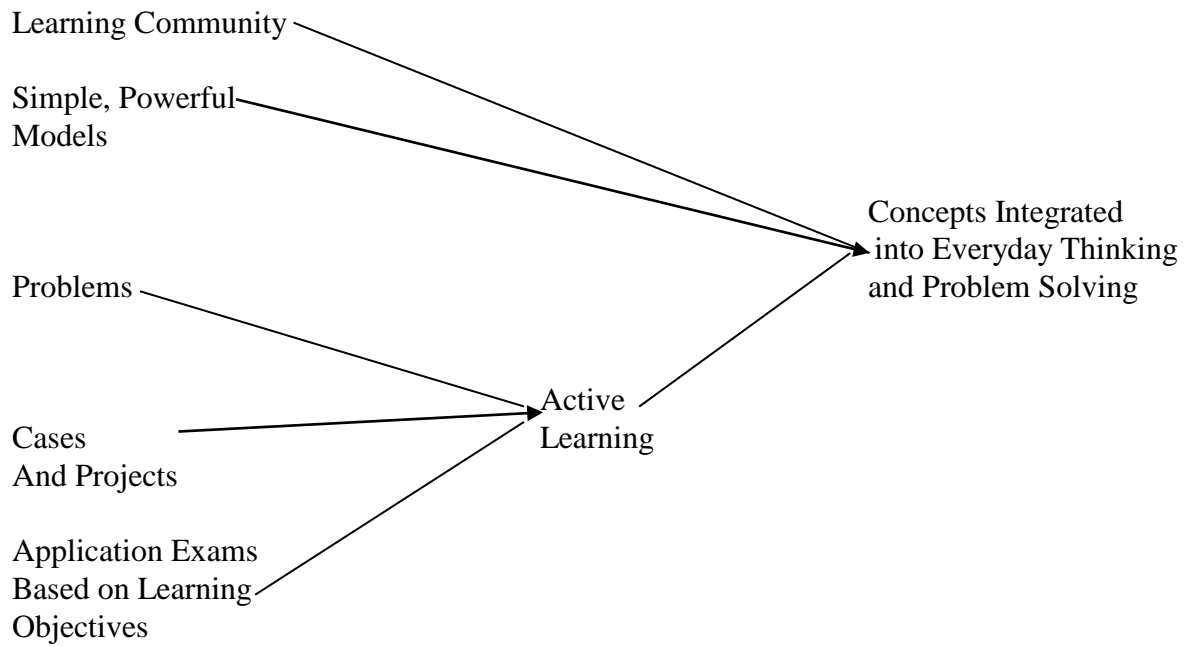 Learning Community
Simple, Powerful
Models
Concepts Integrated
into Everyday Thinking
and Problem Solving
Problems
Active
Learning
Cases
And Projects
Application Exams
Based on Learning
Objectives